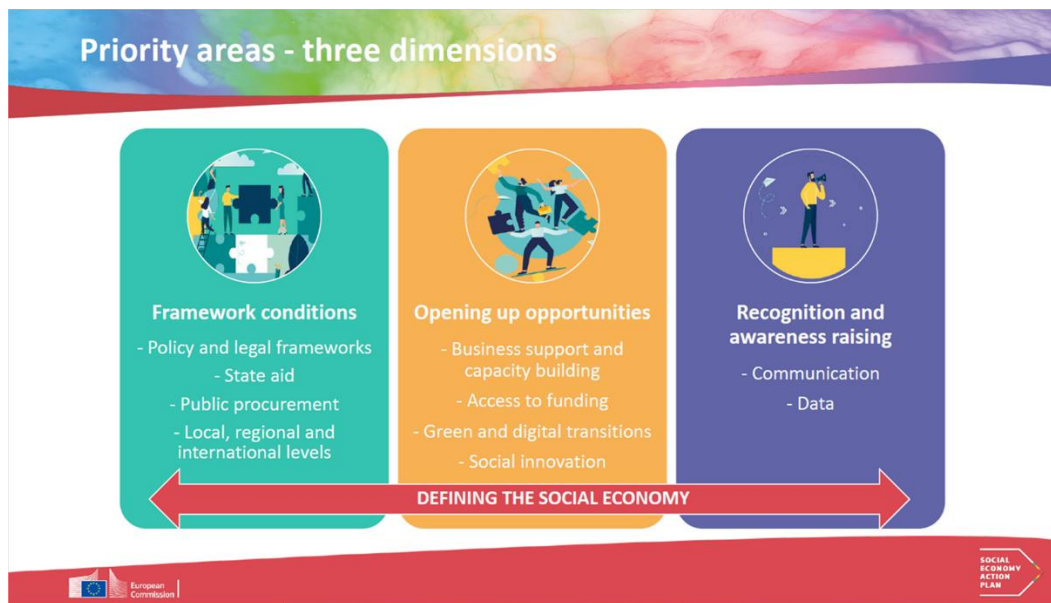 Priority areas - three dimensions
Framework conditions
- Policy and legal frameworks
- State aid
- Public procurement
- Local, regional and
international levels
Opening up opportunities
- Business support and
capacity building
- Access to funding
- Green and digital transitions
- Social innovation
Recognition and
awareness raising
- Communication
- Data
DEFINING THE SOCIAL ECONOMY
European
Commission
SOCIAL
ECONOMY
ACTION
PLAN